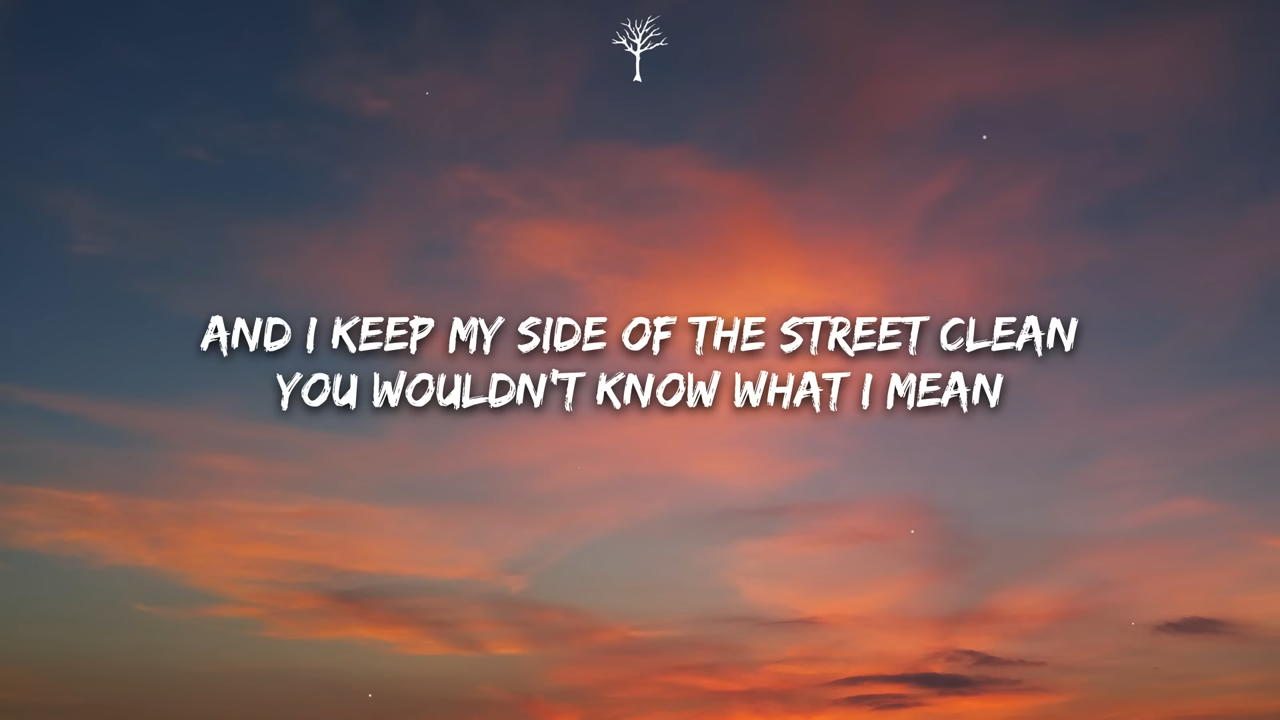 AND I KEEP MY SIDE OF THE STREET CLEAN
YOU WOULDN'T KNOW WHAT I MEAN